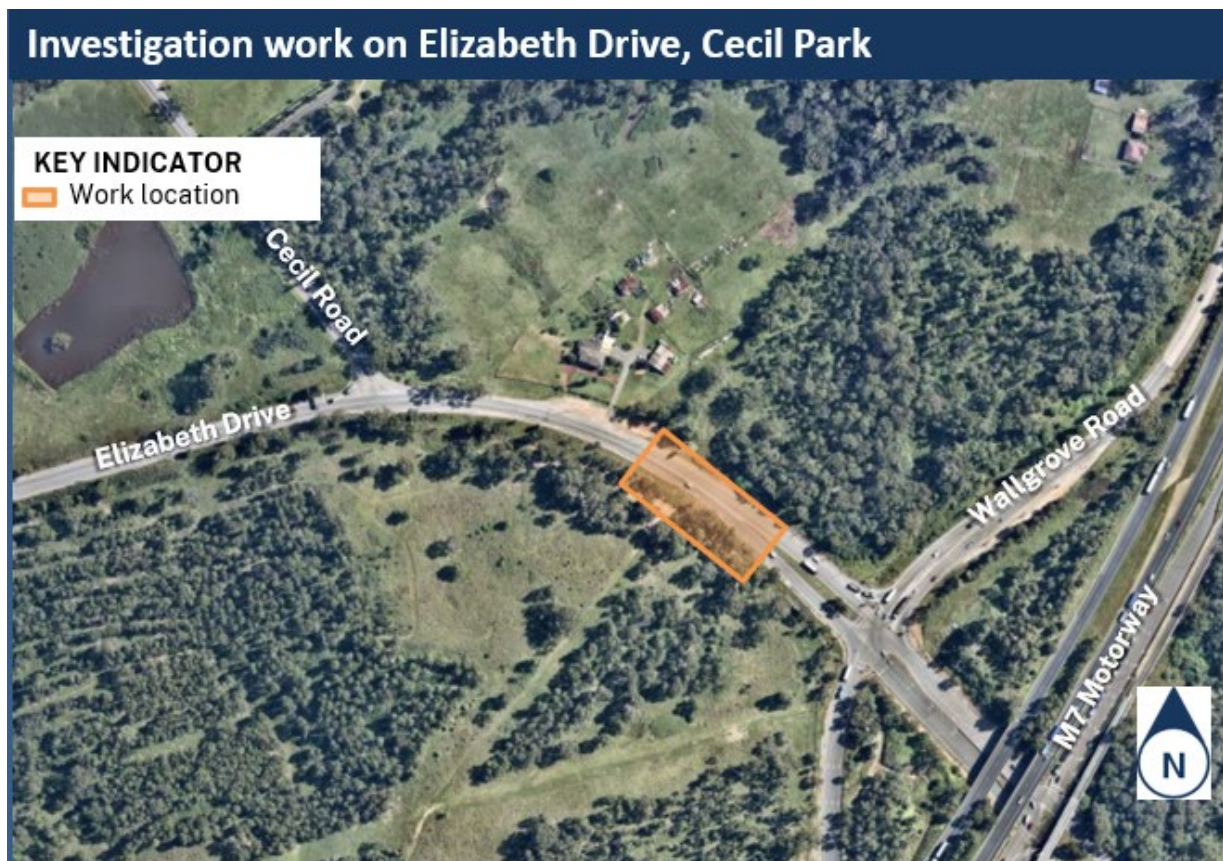 Investigation work on Elizabeth Drive, Cecil Park
KEY INDICATOR
Work location
Cecil Road
Elizabeth Drive
Wallgrove Road
M7 Motorway
N